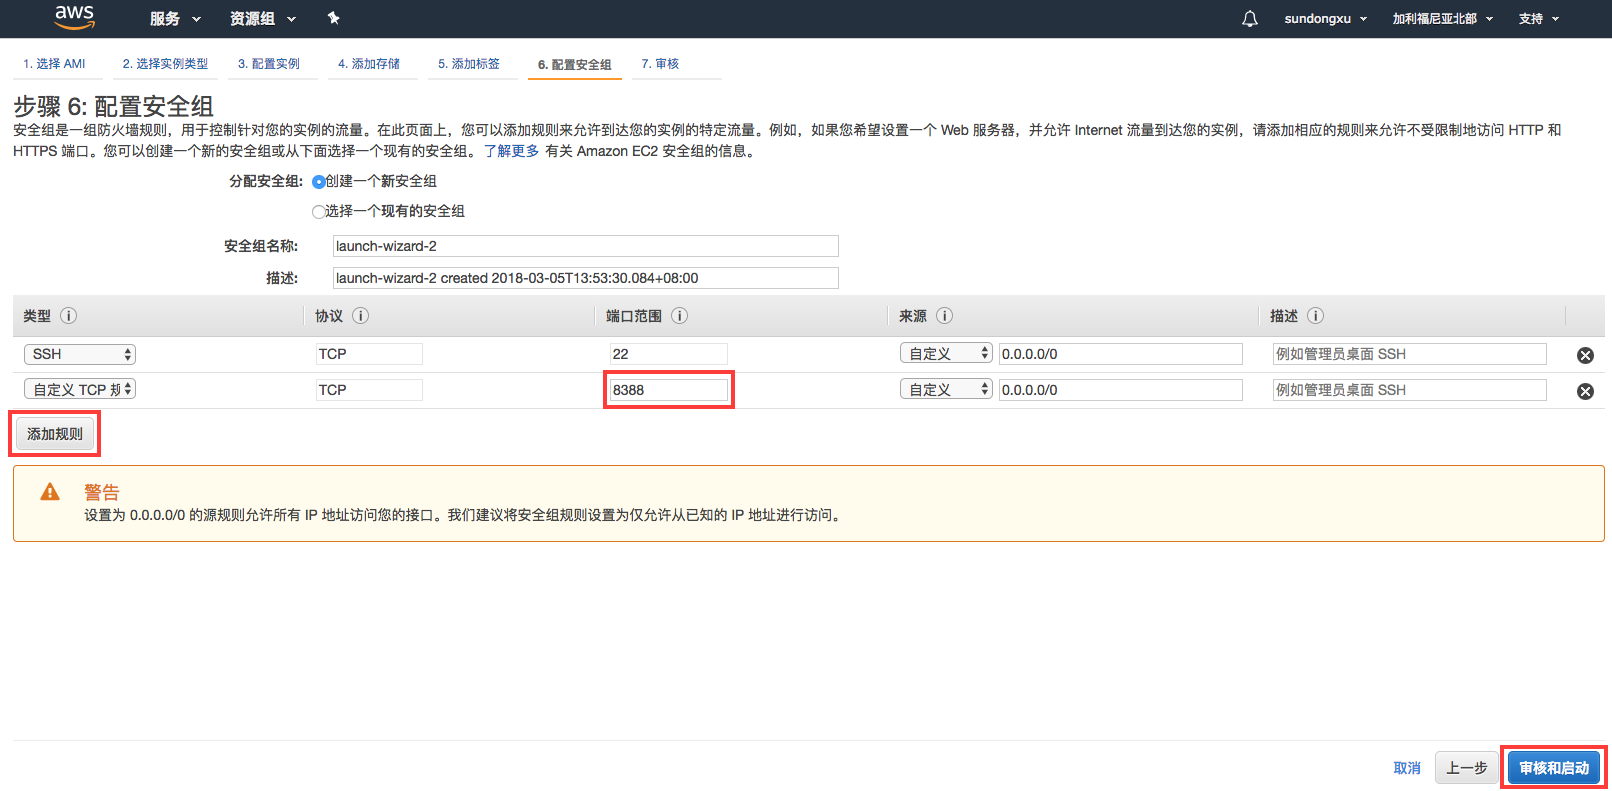 aws 服务 资源组 sundongxu 加利福尼亚北部 支持
1. 选择 AMI 2. 选择实例类型 3. 配置实例 4. 添加存储 5. 添加标签 6. 配置安全组 7. 审核
步骤 6: 配置安全组
安全组是一组防火墙规则，用于控制针对您的实例的流量。在此页面上，您可以添加规则来允许到达您的实例的特定流量。例如，如果您希望设置一个 Web 服务器，并允许 Internet 流量到达您的实例，请添加相应的规则来允许不受限制地访问 HTTP 和
HTTPS 端口。您可以创建一个新的安全组或从下面选择一个现有的安全组。 了解更多 有关 Amazon EC2 安全组的信息。
分配安全组: 创建一个新安全组
选择一个现有的安全组
安全组名称: launch-wizard-2
描述: launch-wizard-2 created 2018-03-05T13:53:30.084+08:00
类型 i 协议 i 端口范围 i 来源 i 描述 i
SSH TCP 22 自定义 0.0.0.0/0 例如管理员桌面 SSH
自定义 TCP 规 TCP 8388 自定义 0.0.0.0/0 例如管理员桌面 SSH
添加规则
警告
设置为 0.0.0.0/0 的源规则允许所有 IP 地址访问您的接口。我们建议将安全组规则设置为仅允许从已知的 IP 地址进行访问。
取消 上一步 审核和启动